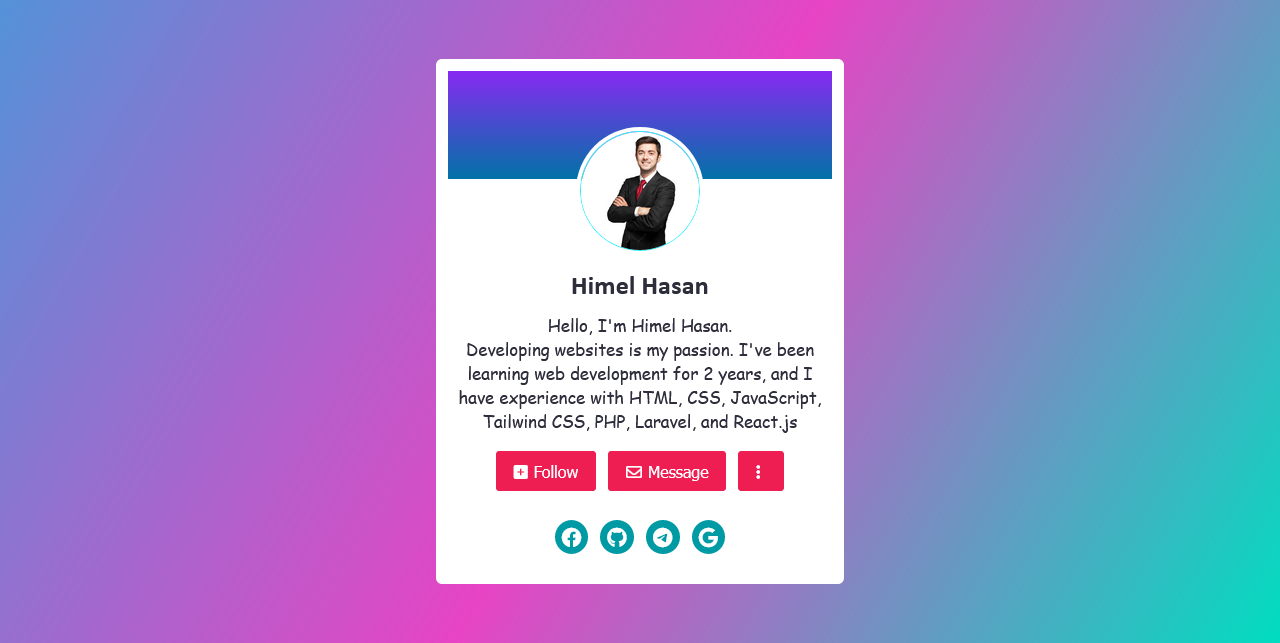 Himel Hasan
Hello, I'm Himel Hasan.
Developing websites is my passion. I've been
learning web development for 2 years, and I
have experience with HTML, CSS, JavaScript,
Tailwind CSS, PHP, Laravel, and React.js
Follow
Message